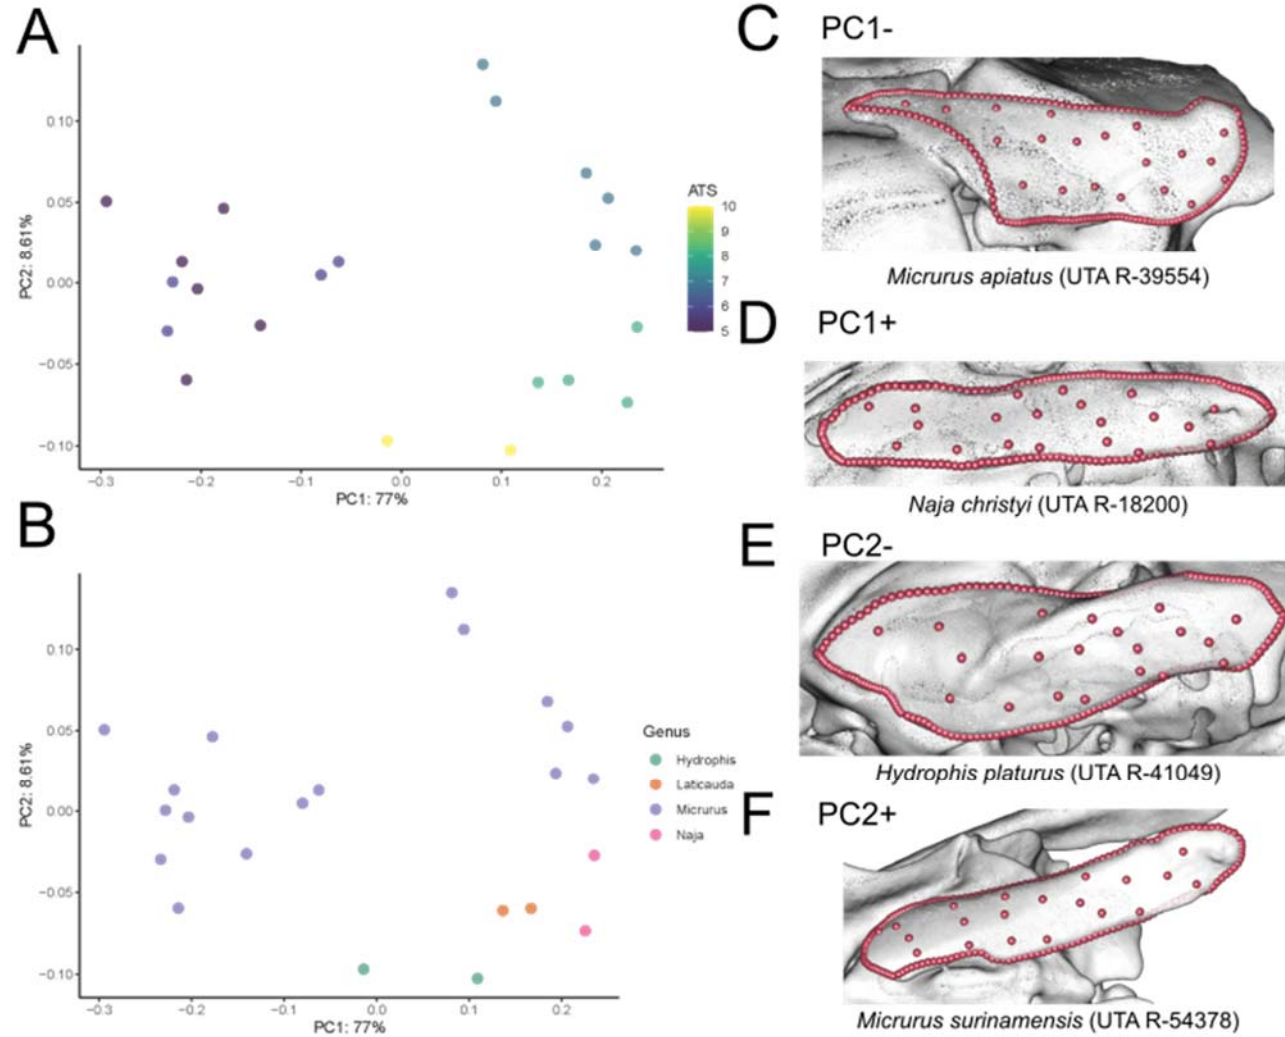 A
PC2: 8.61%
0.10
0.05
0.00
−0.05
−0.10
−0.3
−0.2
−0.1
0.0
0.1
0.2
PC1: 77%
ATS
10
9
8
7
6
5
B
PC2: 8.61%
0.10
0.05
0.00
−0.05
−0.10
−0.3
−0.2
−0.1
0.0
0.1
0.2
PC1: 77%
Genus
Hydrophis
Laticauda
Micrurus
Naja
C
PC1-
Micrurus apiatus (UTA R-39554)
D
PC1+
Naja christyi (UTA R-18200)
E
PC2-
Hydrophis platurus (UTA R-41049)
F
PC2+
Micrurus surinamensis (UTA R-54378)